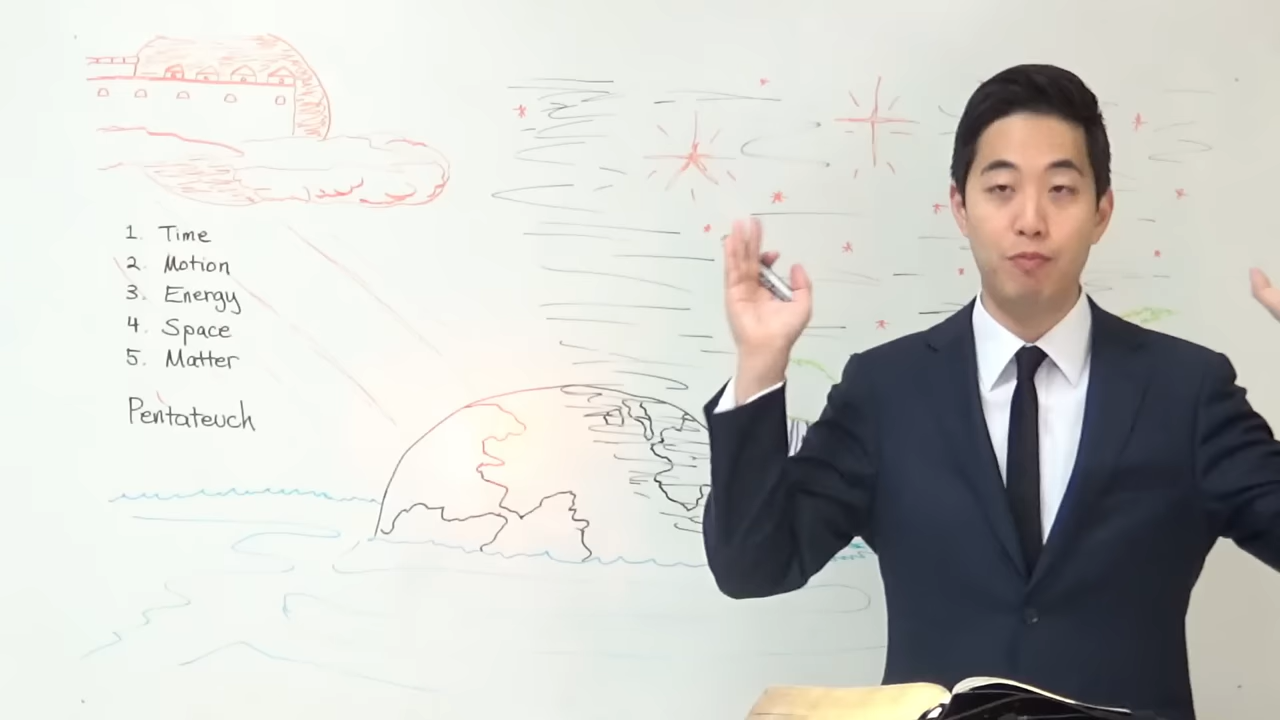 1. Time
2. Motion
3. Energy
4. Space
5. Matter
Pentateuch